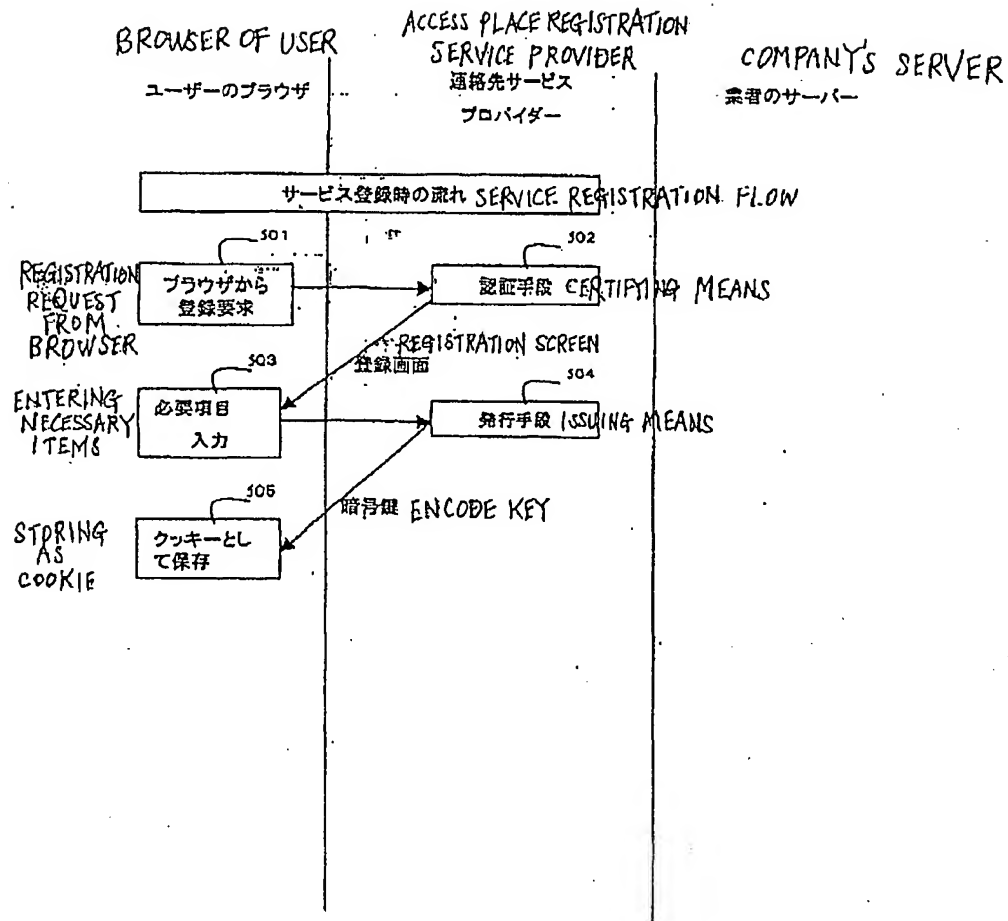 BROWSER OF USER
ユーザーのブラウザ
ACCESS PLACE REGISTRATION
SERVICE PROVIDER
連絡先サービス
プロバイダー
COMPANY'S SERVER
業者のサーバー
サービス登録時の流れ SERVICE REGISTRATION FLOW
501
502
REGISTRATION
REQUEST
FROM
BROWSER
ブラウザから
登録要求
認証手段 CERTIFYING MEANS
REGISTRATION SCREEN
登録画面
503
504
ENTERING
NECESSARY
ITEMS
必要項目
入力
発行手段 ISSUING MEANS
505
暗号鍵 ENCODE KEY
STORING
AS
COOKIE
クッキーとし
て保存